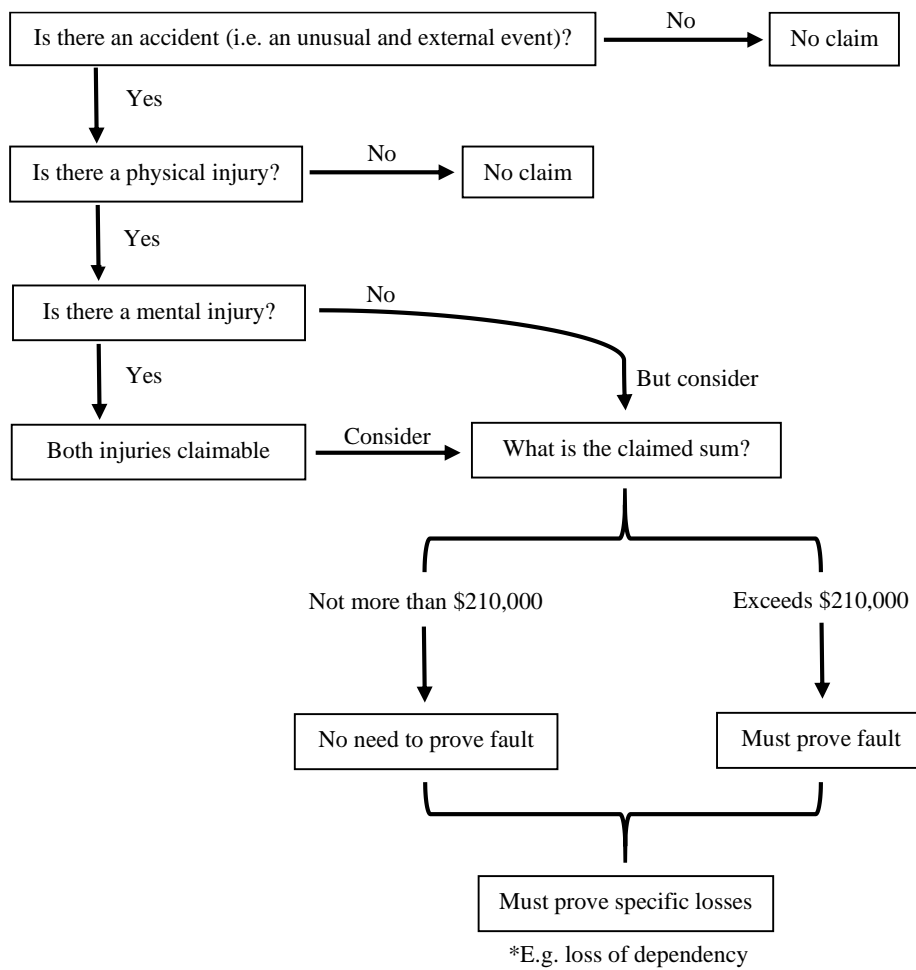 Is there an accident (i.e. an unusual and external event)?
No
No claim
Yes
Is there a physical injury?
No
No claim
Yes
Is there a mental injury?
No
Yes
But consider
Both injuries claimable
Consider
What is the claimed sum?
Not more than $210,000
Exceeds $210,000
No need to prove fault
Must prove fault
Must prove specific losses
*E.g. loss of dependency